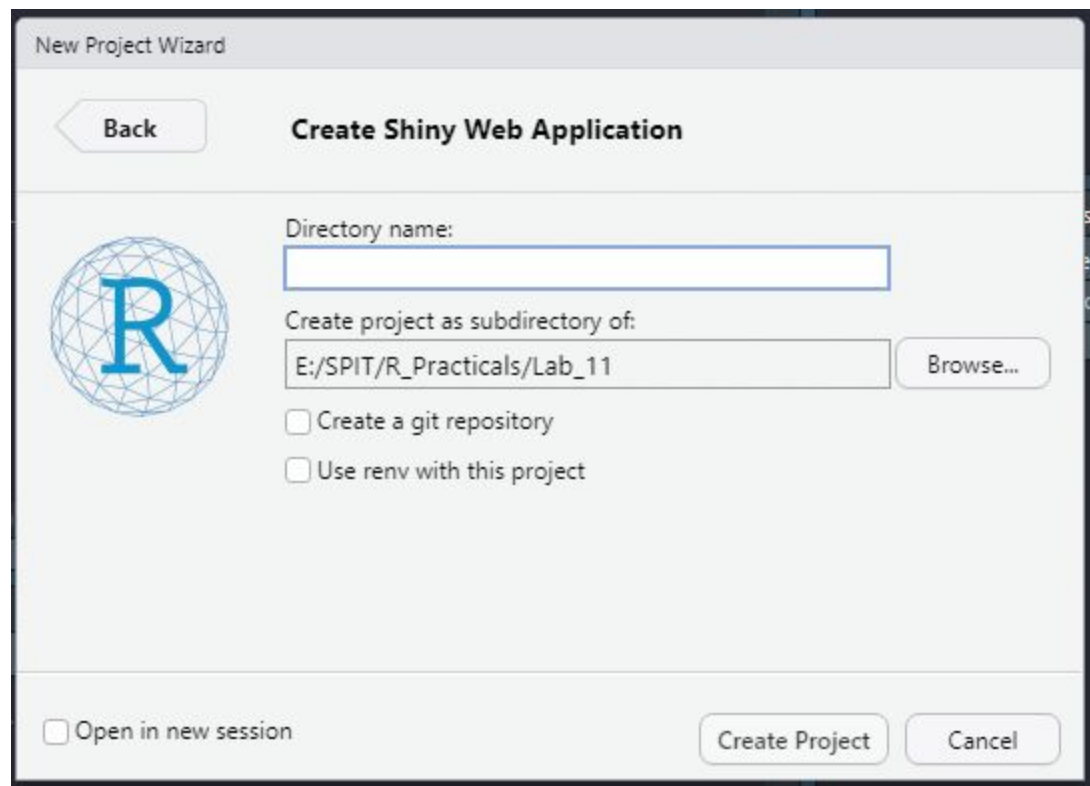 New Project Wizard
Back
Create Shiny Web Application
R
Directory name:
Create project as subdirectory of:
E:/SPIT/R_Practicals/Lab_11
Browse...
Create a git repository
Use renv with this project
Open in new session
Create Project
Cancel